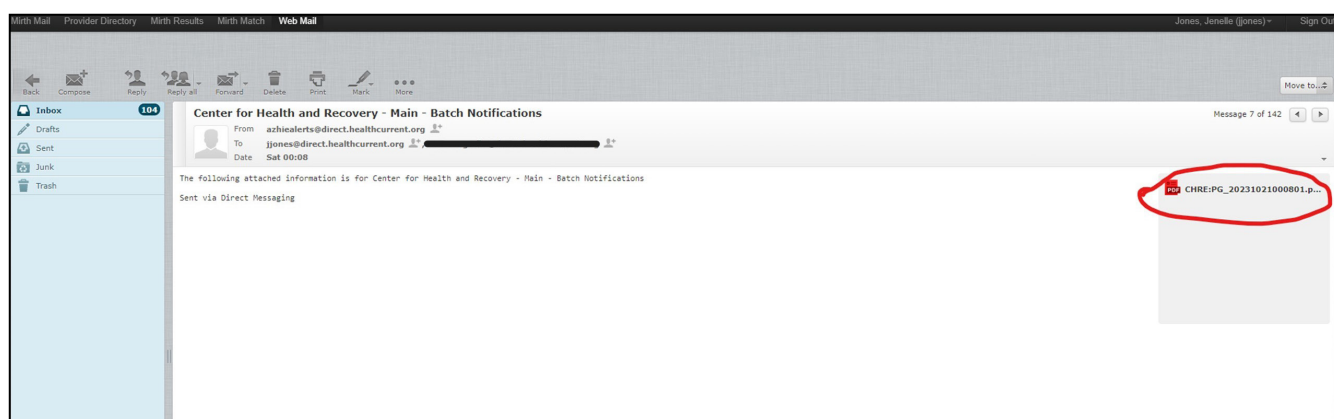 Mirth Mail Provider Directory Mirth Results Mirth Match Web Mail Jones, Jenelle (jjones) Sign Out
Back Compose Reply Reply all Forward Delete Print Mark More Move to...
Inbox 104
Drafts
Sent
Junk
Trash
Center for Health and Recovery - Main - Batch Notifications Message 7 of 142
From azhiealerts@direct.healthcurrent.org
To jjones@direct.healthcurrent.org,
Date Sat 00:08
The following attached information is for Center for Health and Recovery - Main - Batch Notifications
Sent via Direct Messaging
PDF CHRE:PG_20231021000801.p...